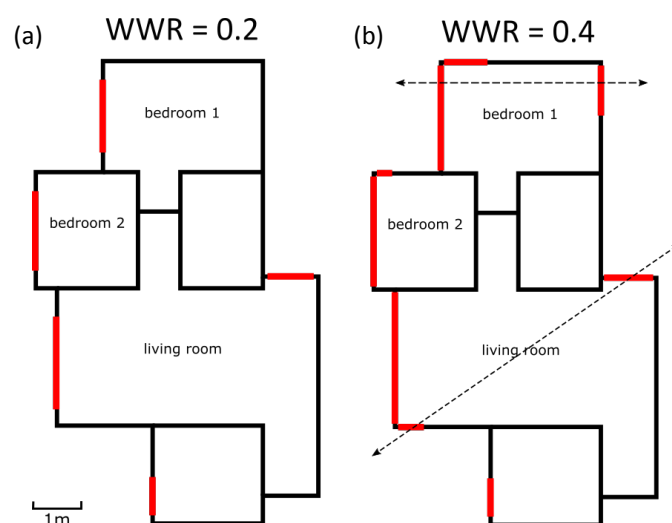 (a) WWR = 0.2
(b) WWR = 0.4
bedroom 1
bedroom 1
bedroom 2
bedroom 2
living room
living room
1m